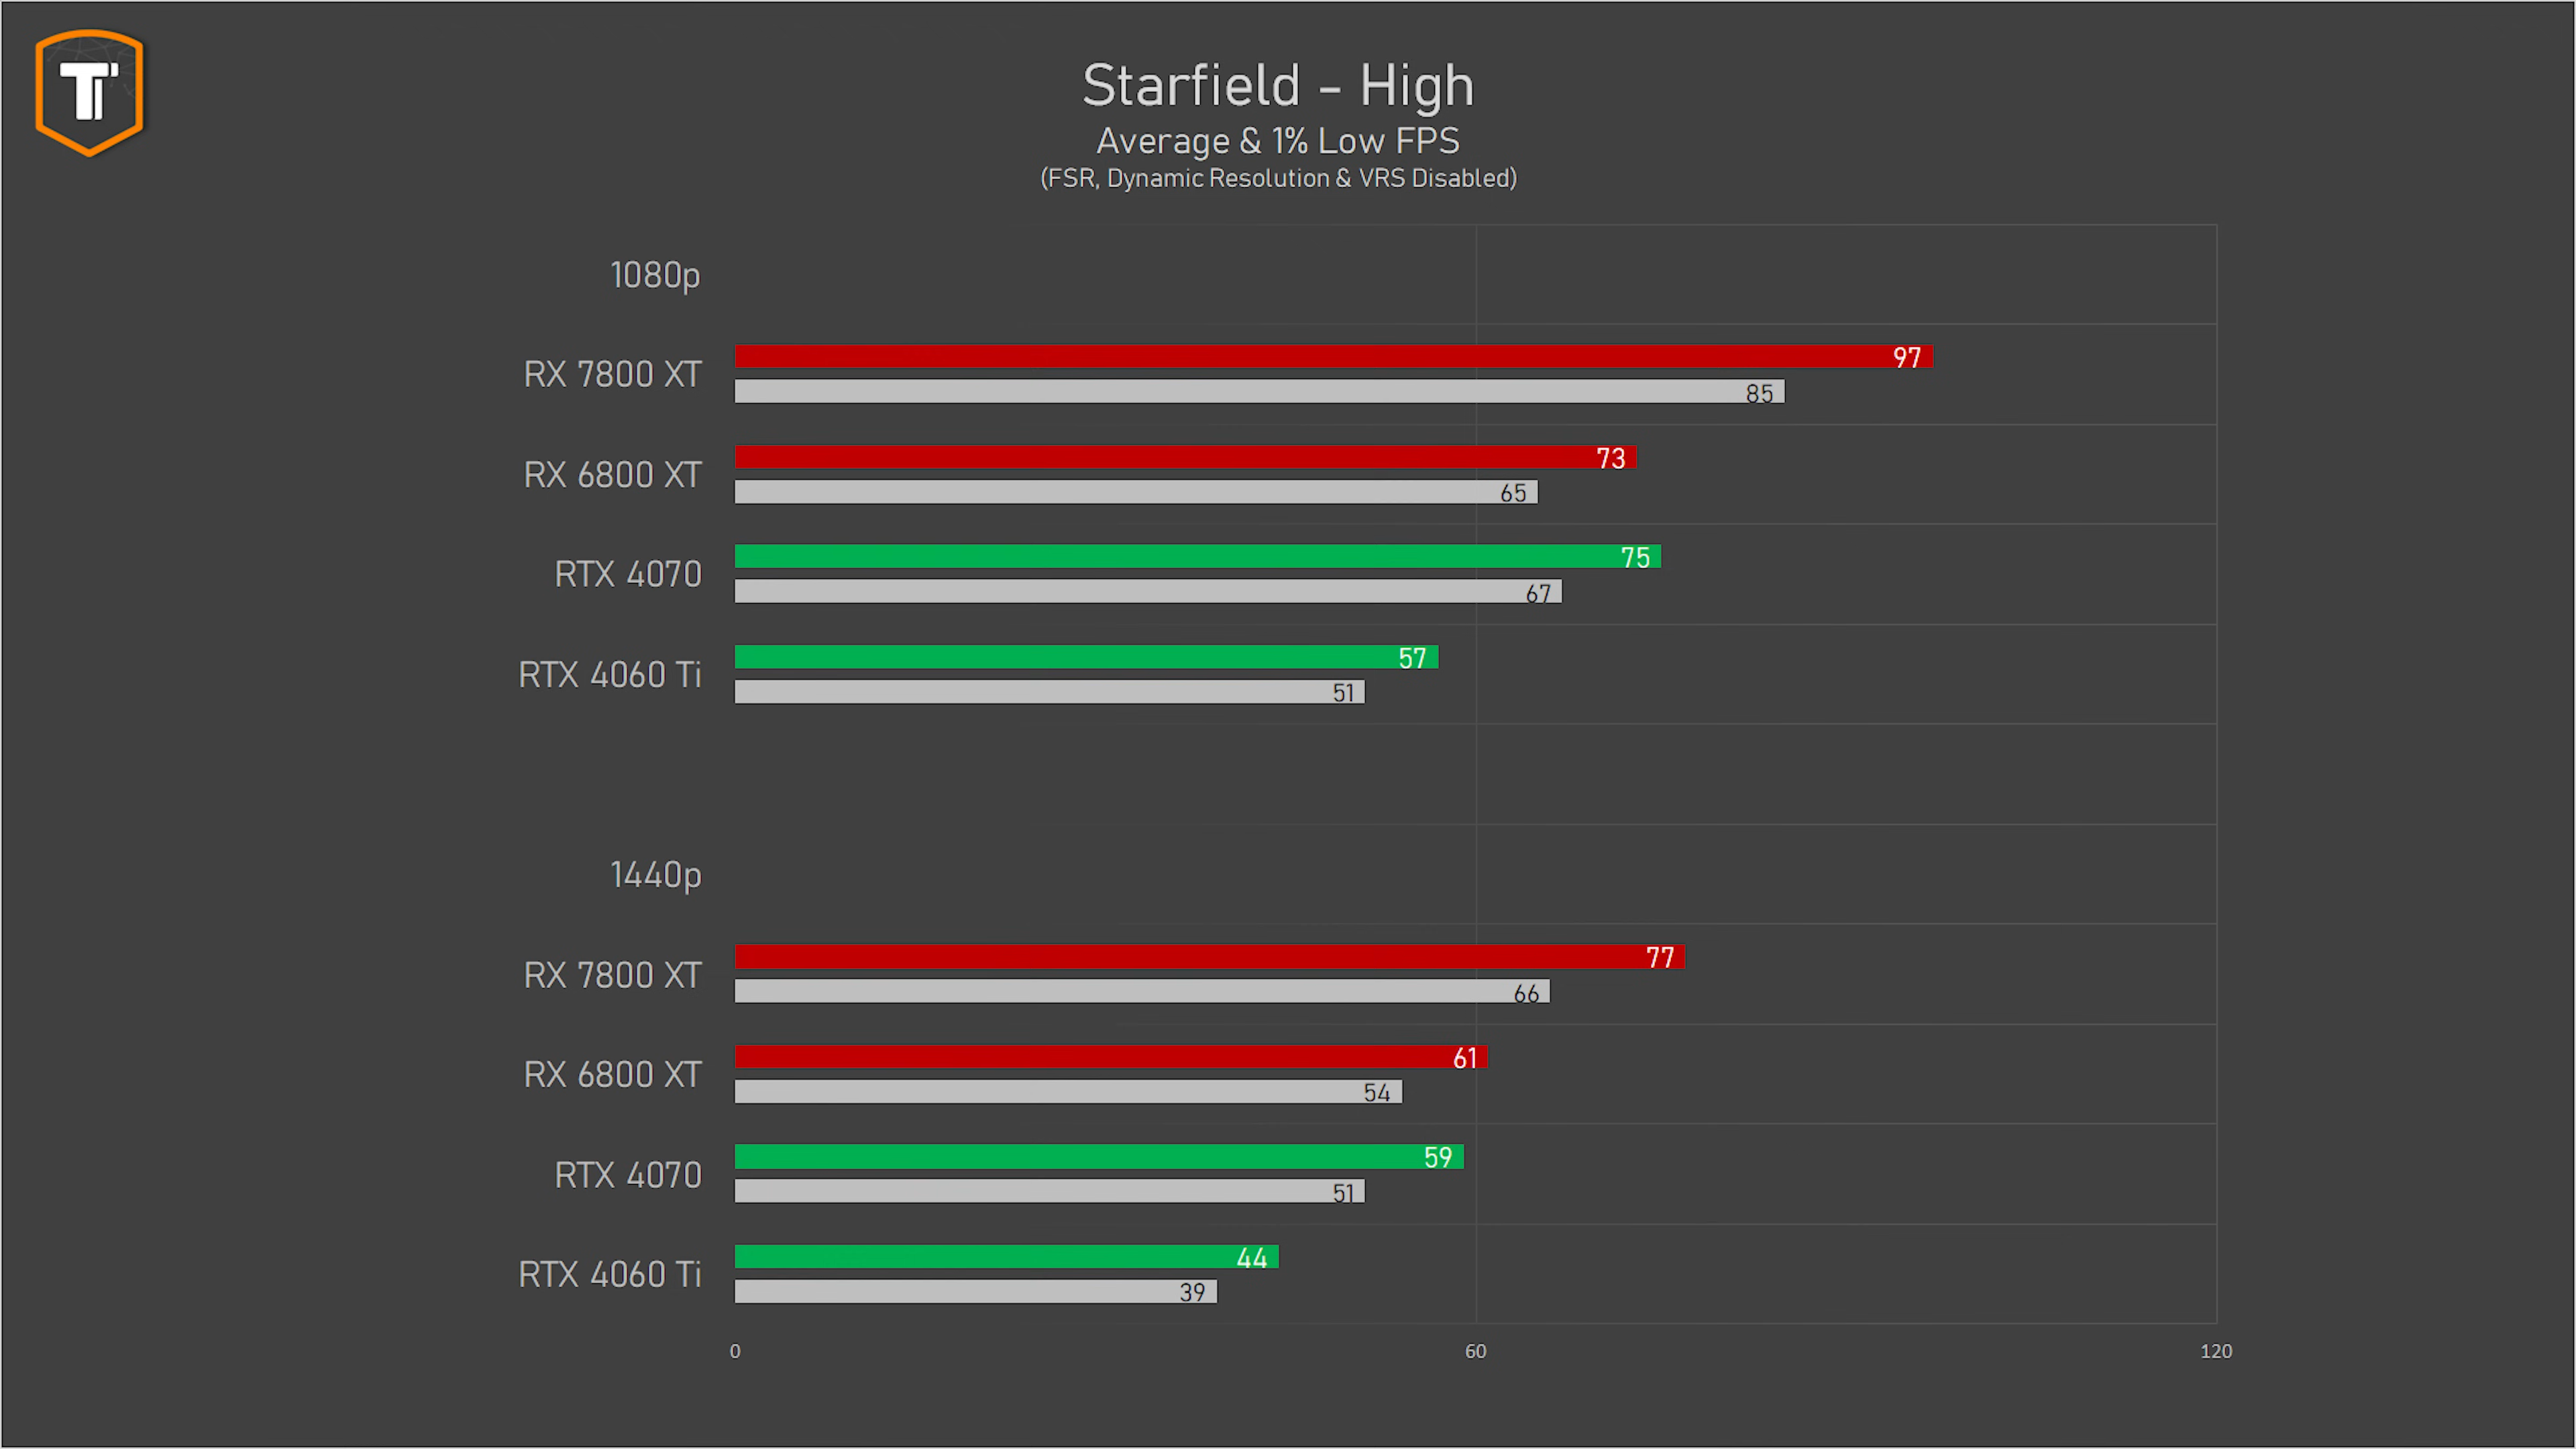 Ti
Starfield - High
Average & 1% Low FPS
(FSR, Dynamic Resolution & VRS Disabled)
1080p
RX 7800 XT
97
85
RX 6800 XT
73
65
RTX 4070
75
67
RTX 4060 Ti
57
51
1440p
RX 7800 XT
77
66
RX 6800 XT
61
54
RTX 4070
59
51
RTX 4060 Ti
44
39
0 60 120